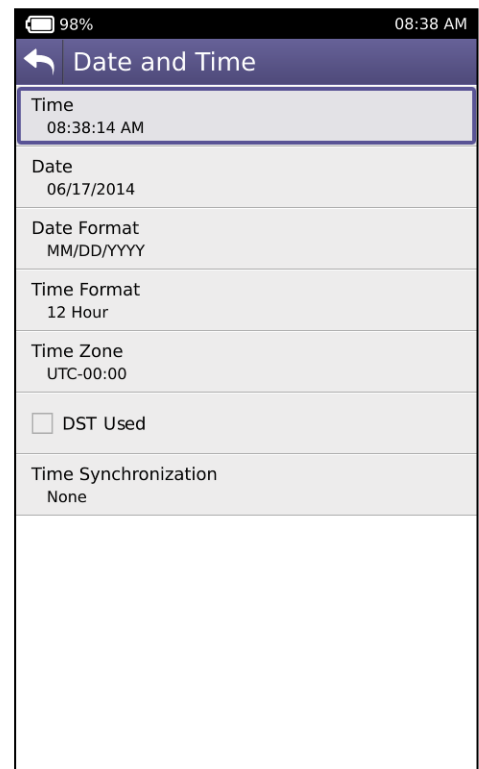 98% 08:38 AM
Date and Time
Time
08:38:14 AM
Date
06/17/2014
Date Format
MM/DD/YYYY
Time Format
12 Hour
Time Zone
UTC-00:00
DST Used
Time Synchronization
None